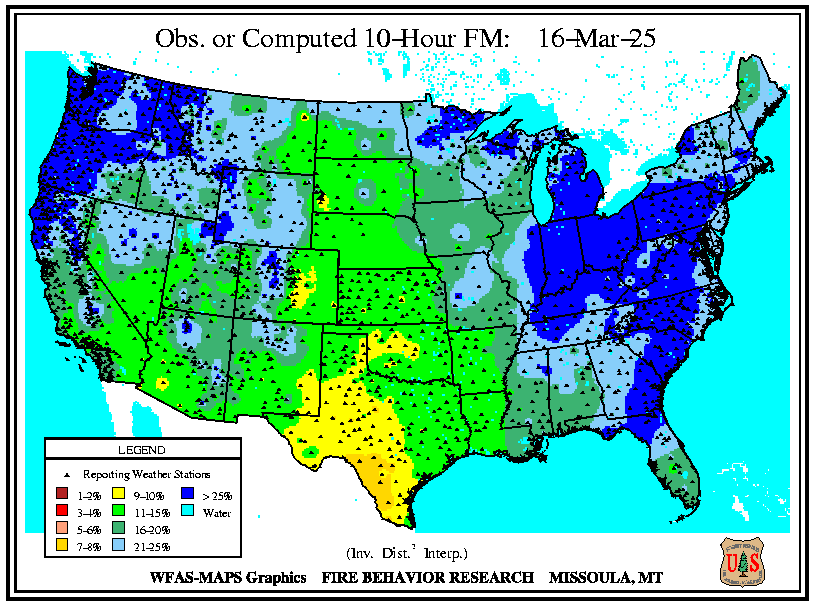 Obs. or Computed 10-Hour FM: 16-Mar-25
LEGEND
Reporting Weather Stations
1-2% 9-10% > 25%
3-4% 11-15% Water
5-6% 16-20%
7-8% 21-25%
(Inv. Dist.² Interp.)
WFAS-MAPS Graphics FIRE BEHAVIOR RESEARCH MISSOULA, MT
U S